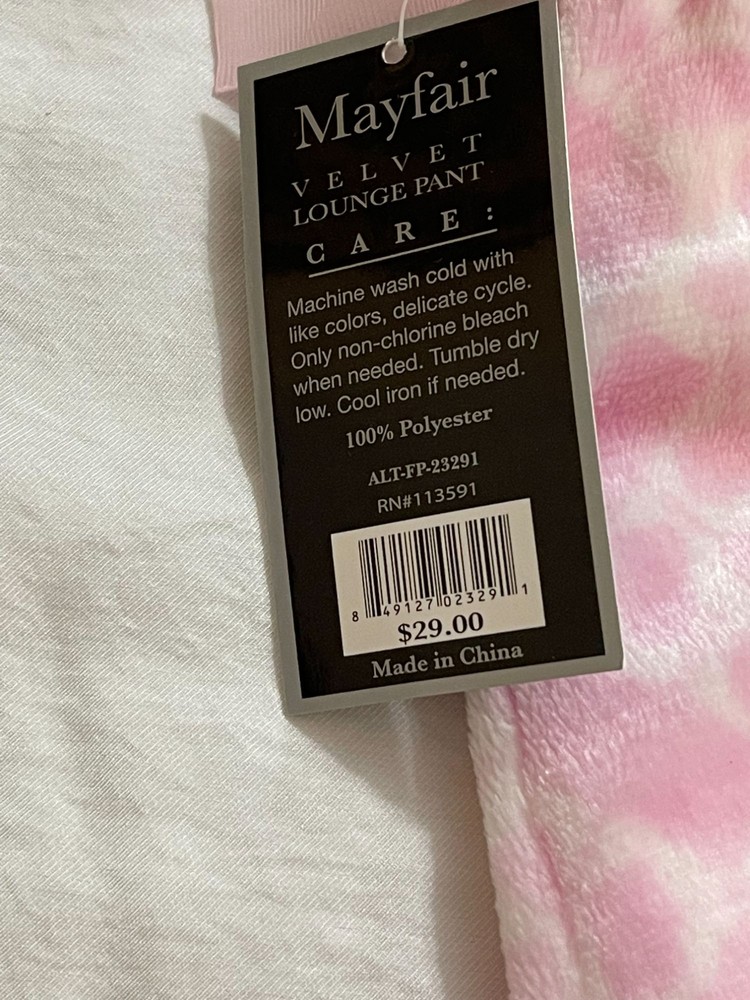 Mayfair
VELVET
LOUNGE PANT
CARE:
Machine wash cold with
like colors, delicate cycle.
Only non-chlorine bleach
when needed. Tumble dry
low. Cool iron if needed.
100% Polyester
ALT-FP-23291
RN#113591
8 49127 02329 1
$29.00
Made in China